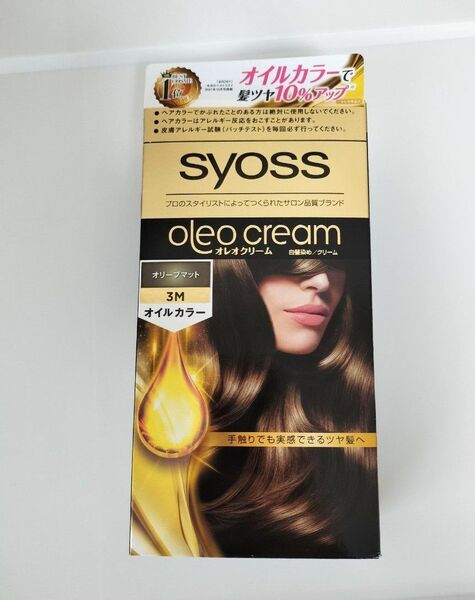 1位
オイルカラーで
髪ツヤ10%アップ
● ヘアカラーでかぶれたことのある方は絶対に使用しないでください。
● ヘアカラーはアレルギー反応をおこすことがあります。
● 皮膚アレルギー試験(パッチテスト)を毎回必ず行ってください。
syoss
プロのスタイリストによってつくられたサロン品質ブランド
oleo cream
オレオクリーム 白髪染め/クリーム
オリーブマット
3M
オイルカラー
手触りでも実感できるツヤ髪へ